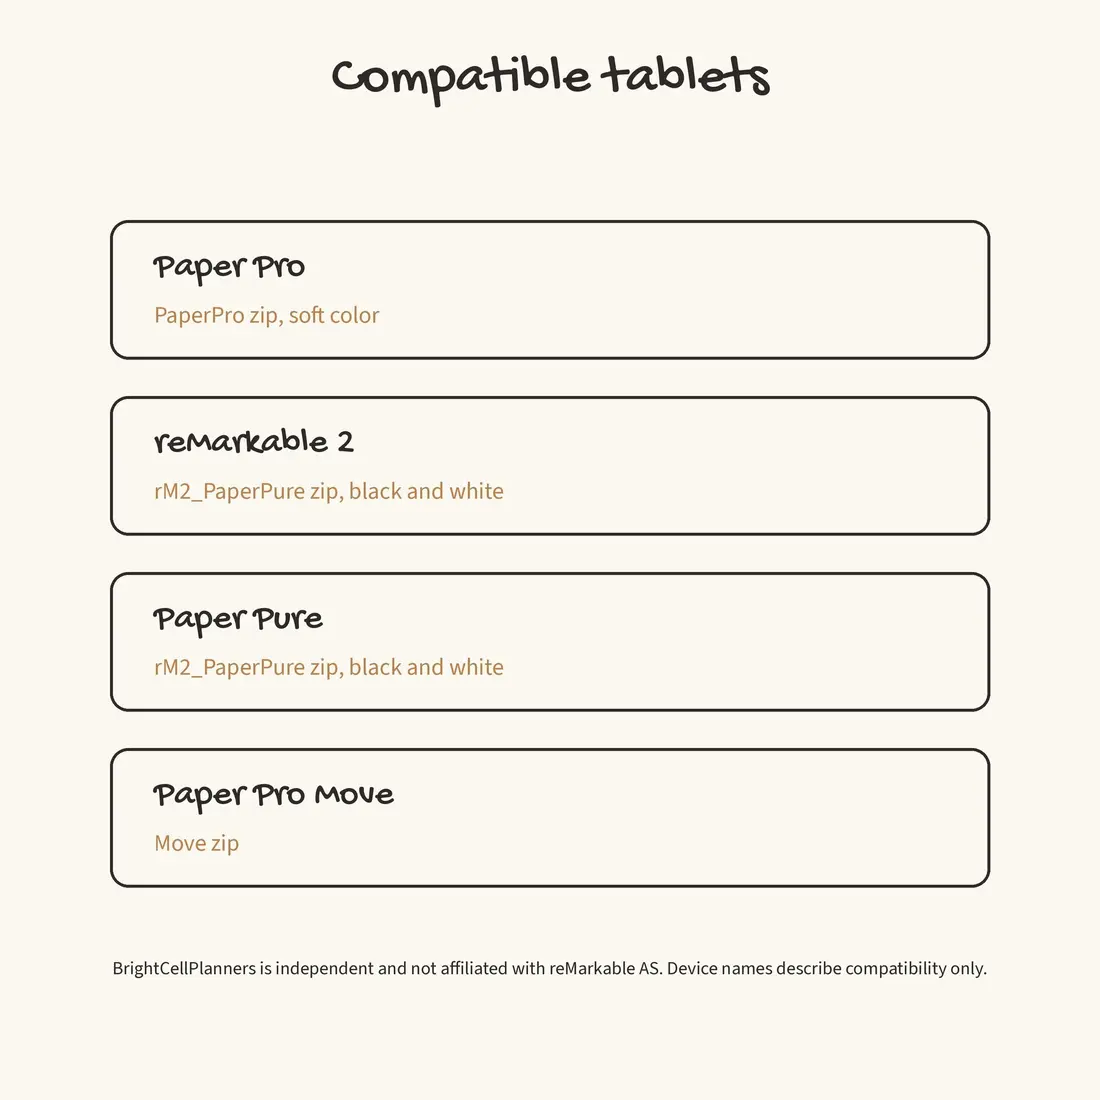 Compatible tablets
Paper Pro
PaperPro zip, soft color
reMarkable 2
rM2_PaperPure zip, black and white
Paper Pure
rM2_PaperPure zip, black and white
Paper Pro Move
Move zip
BrightCellPlanners is independent and not affiliated with reMarkable AS. Device names describe compatibility only.